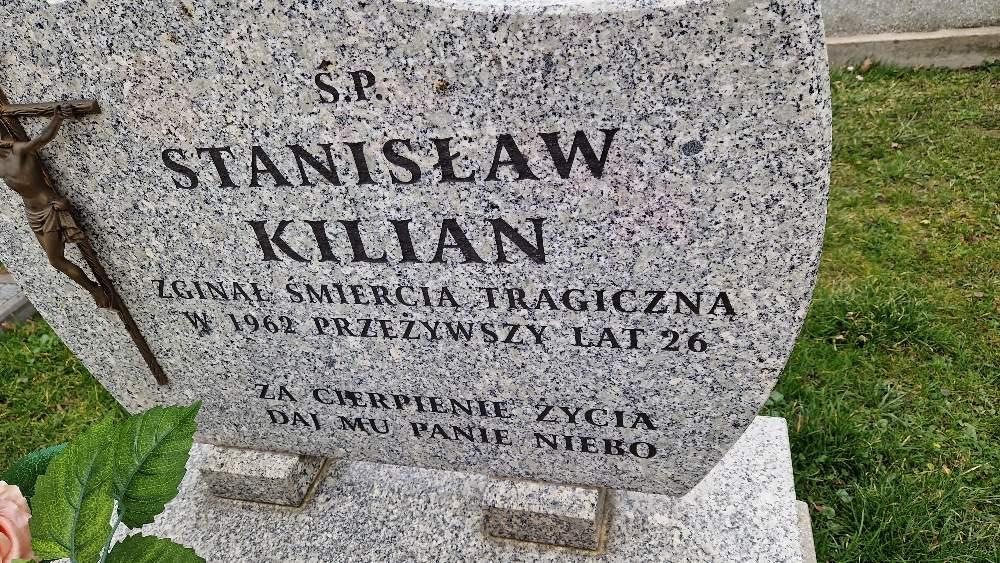 Ś.P.
STANISŁAW
KILIAN
ZGINĄŁ ŚMIERCIĄ TRAGICZNĄ
W 1962 PRZEŻYWSZY LAT 26
ZA CIERPIENIE ŻYCIA
DAJ MU PANIE NIEBO